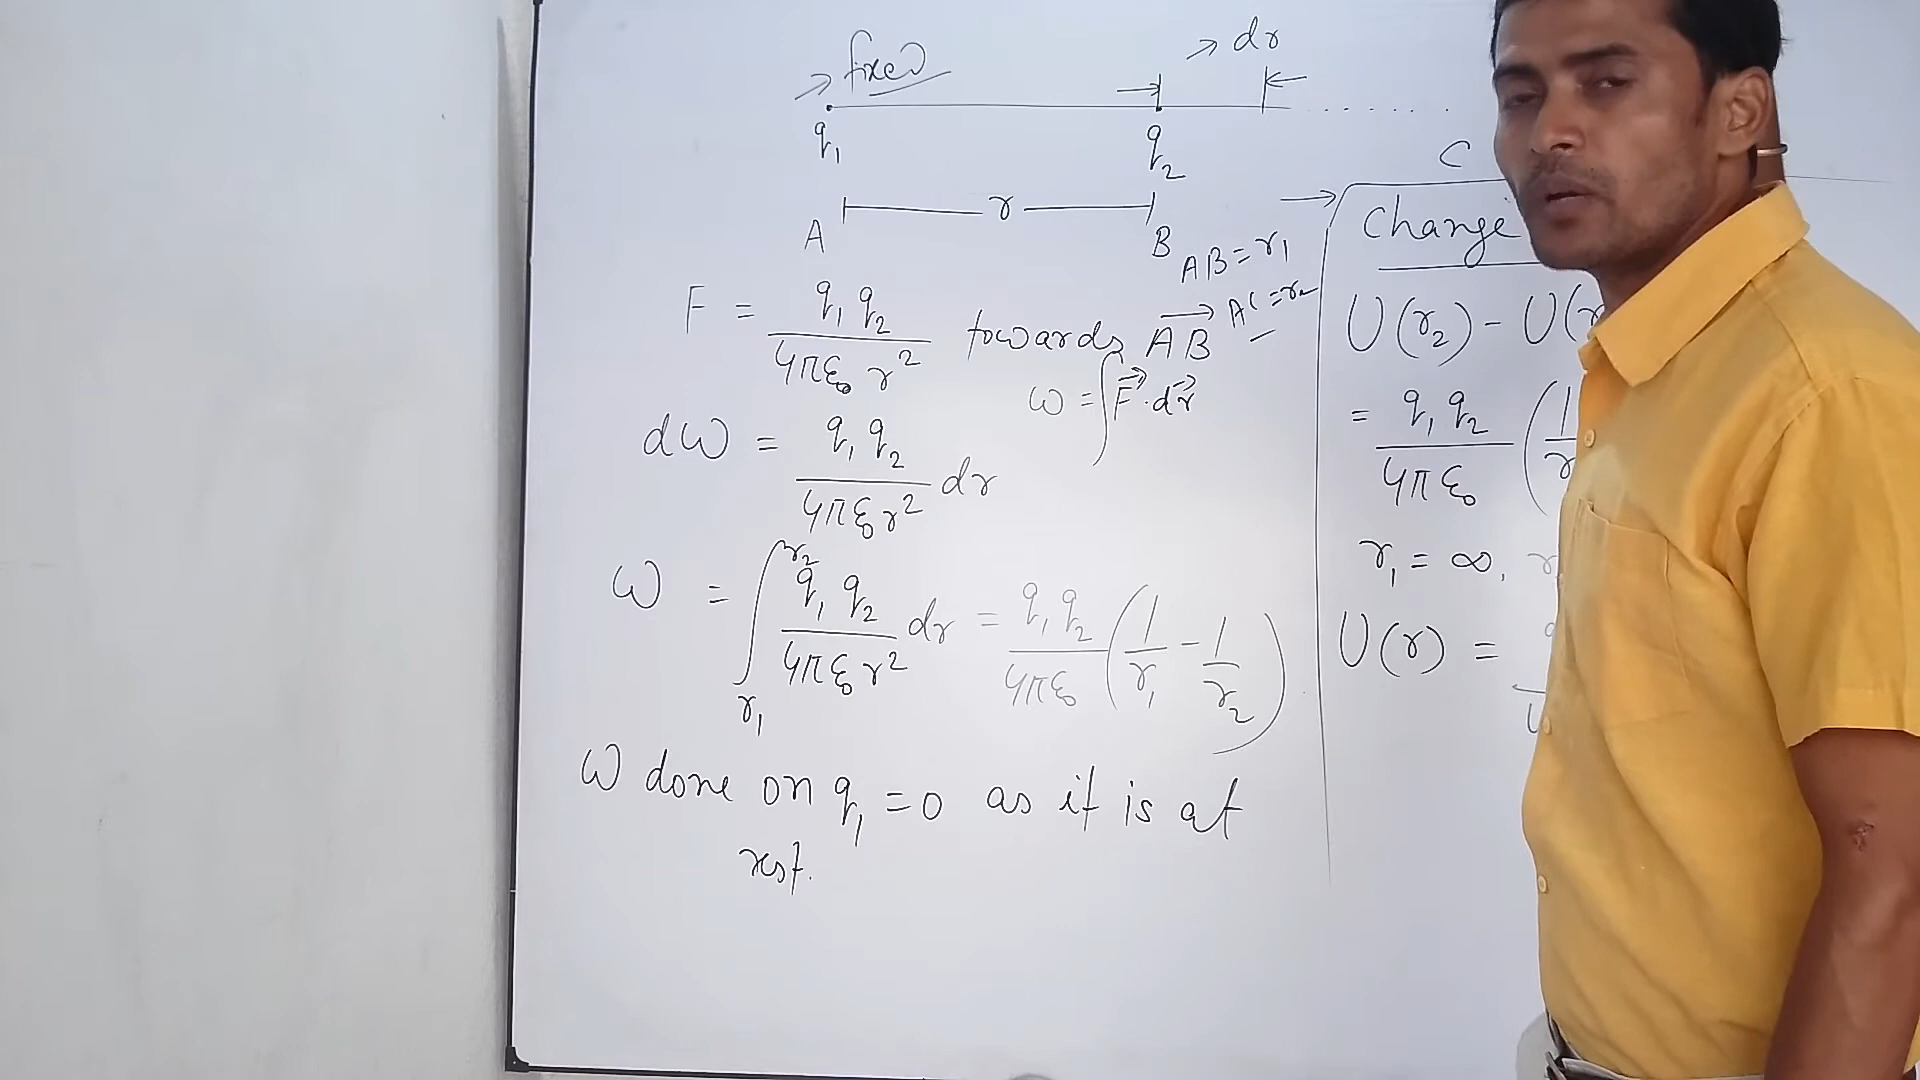 fixed
→ dr
q₁ q₂
C
A r B
AB = r₁
AC = r₂
F = q₁ q₂ / 4πε₀ r² towards AB
W = ∫ F · dr
dW = q₁ q₂ / 4πε₀ r² dr
W = ∫ r₁ r₂ q₁ q₂ / 4πε₀ r² dr = q₁ q₂ / 4πε₀ ( 1/r₁ - 1/r₂ )
W done on q₁ = 0 as it is at
rest.
Change
U(r₂) - U(r
= q₁ q₂ / 4πε₀ ( 1/r
r₁ = ∞, r
U(r) =